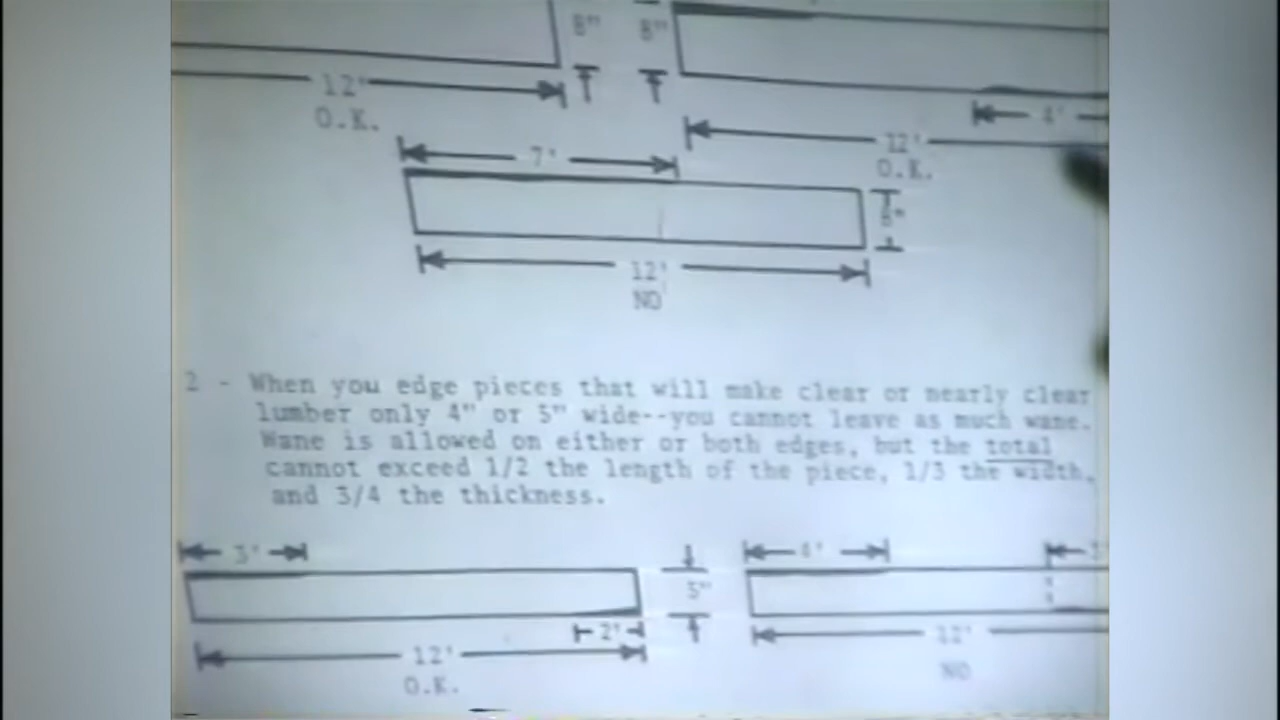 8" 8"
12'
O.K.
4'
12'
O.K.
7'
8"
12'
NO
2 - When you edge pieces that will make clear or nearly clear
lumber only 4" or 5" wide--you cannot leave as much wane.
Wane is allowed on either or both edges, but the total
cannot exceed 1/2 the length of the piece, 1/3 the width,
and 3/4 the thickness.
3'
4'
5"
2'
12'
O.K.
12'
NO